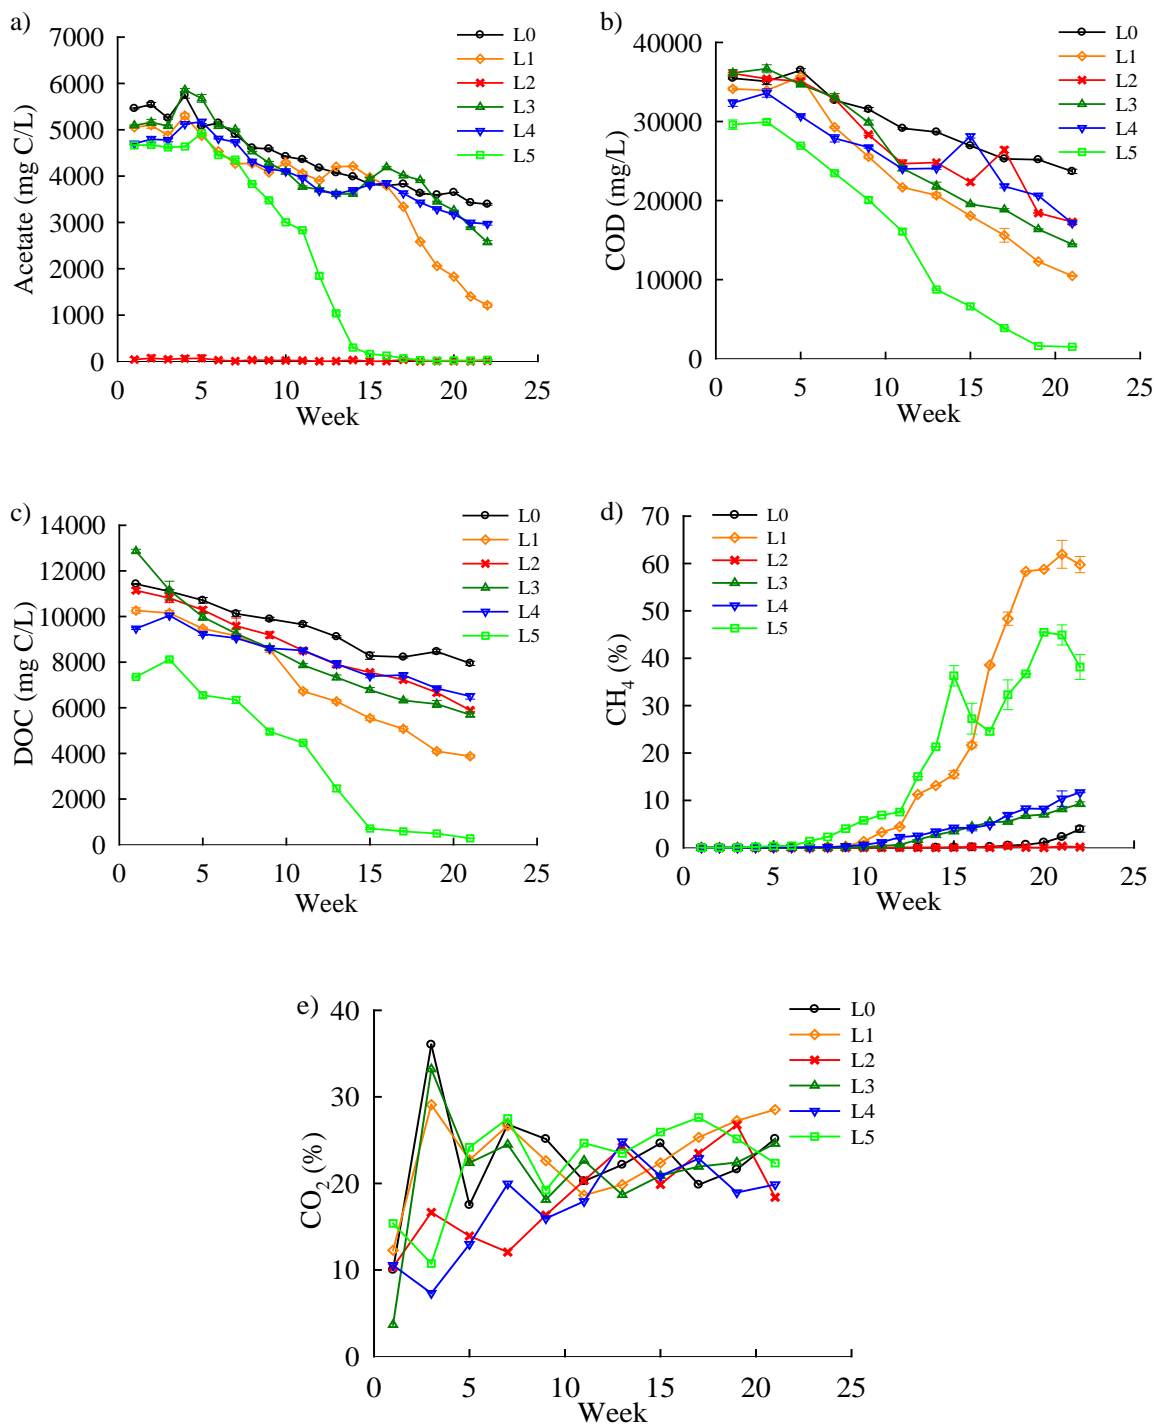 a)
7000
6000
5000
4000
3000
2000
1000
0
Acetate (mg C/L)
0 5 10 15 20 25
Week
L0
L1
L2
L3
L4
L5
b)
40000
30000
20000
10000
0
COD (mg/L)
0 5 10 15 20 25
Week
L0
L1
L2
L3
L4
L5
c)
14000
12000
10000
8000
6000
4000
2000
0
DOC (mg C/L)
0 5 10 15 20 25
Week
L0
L1
L2
L3
L4
L5
d)
70
60
50
40
30
20
10
0
CH₄ (%)
0 5 10 15 20 25
Week
L0
L1
L2
L3
L4
L5
e)
40
30
20
10
0
CO₂ (%)
0 5 10 15 20 25
Week
L0
L1
L2
L3
L4
L5